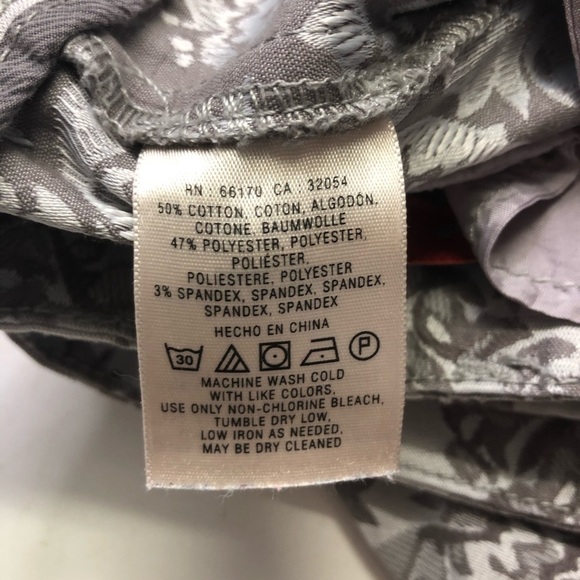 RN : 66170 CA : 32054
50% COTTON, COTON, ALGODÓN,
COTONE, BAUMWOLLE
47% POLYESTER, POLYESTER,
POLIÉSTER,
POLIESTERE, POLYESTER
3% SPANDEX, SPANDEX, SPANDEX,
SPANDEX, SPANDEX
HECHO EN CHINA
30 P
MACHINE WASH COLD
WITH LIKE COLORS,
USE ONLY NON-CHLORINE BLEACH,
TUMBLE DRY LOW,
LOW IRON AS NEEDED,
MAY BE DRY CLEANED